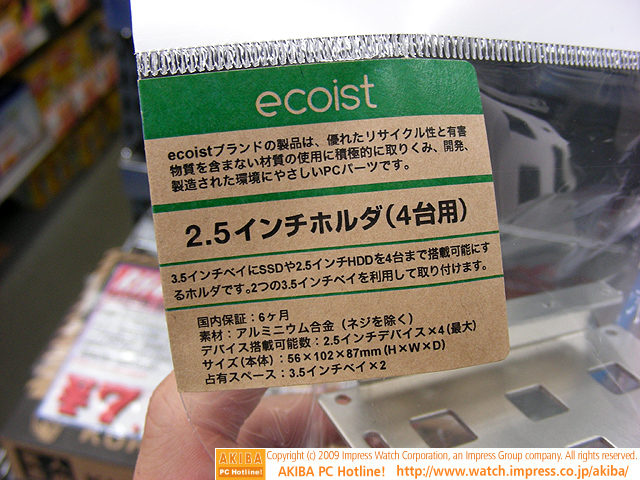 ecoist
ecoistブランドの製品は、優れたリサイクル性と有害
物質を含まない材質の使用に積極的に取りくみ、開発、
製造された環境にやさしいPCパーツです。
2.5インチホルダ(4台用)
3.5インチベイにSSDや2.5インチHDDを4台まで搭載可能にす
るホルダです。2つの3.5インチベイを利用して取り付けます。
国内保証：6ヶ月
素材：アルミニウム合金（ネジを除く）
デバイス搭載可能数：2.5インチデバイス×4(最大)
サイズ(本体)：56×102×87mm(H×W×D)
占有スペース：3.5インチベイ×2
AKIBA
PC Hotline!
Copyright (c) 2009 Impress Watch Corporation, an Impress Group company. All rights reserved.
AKIBA PC Hotline! http://www.watch.impress.co.jp/akiba/